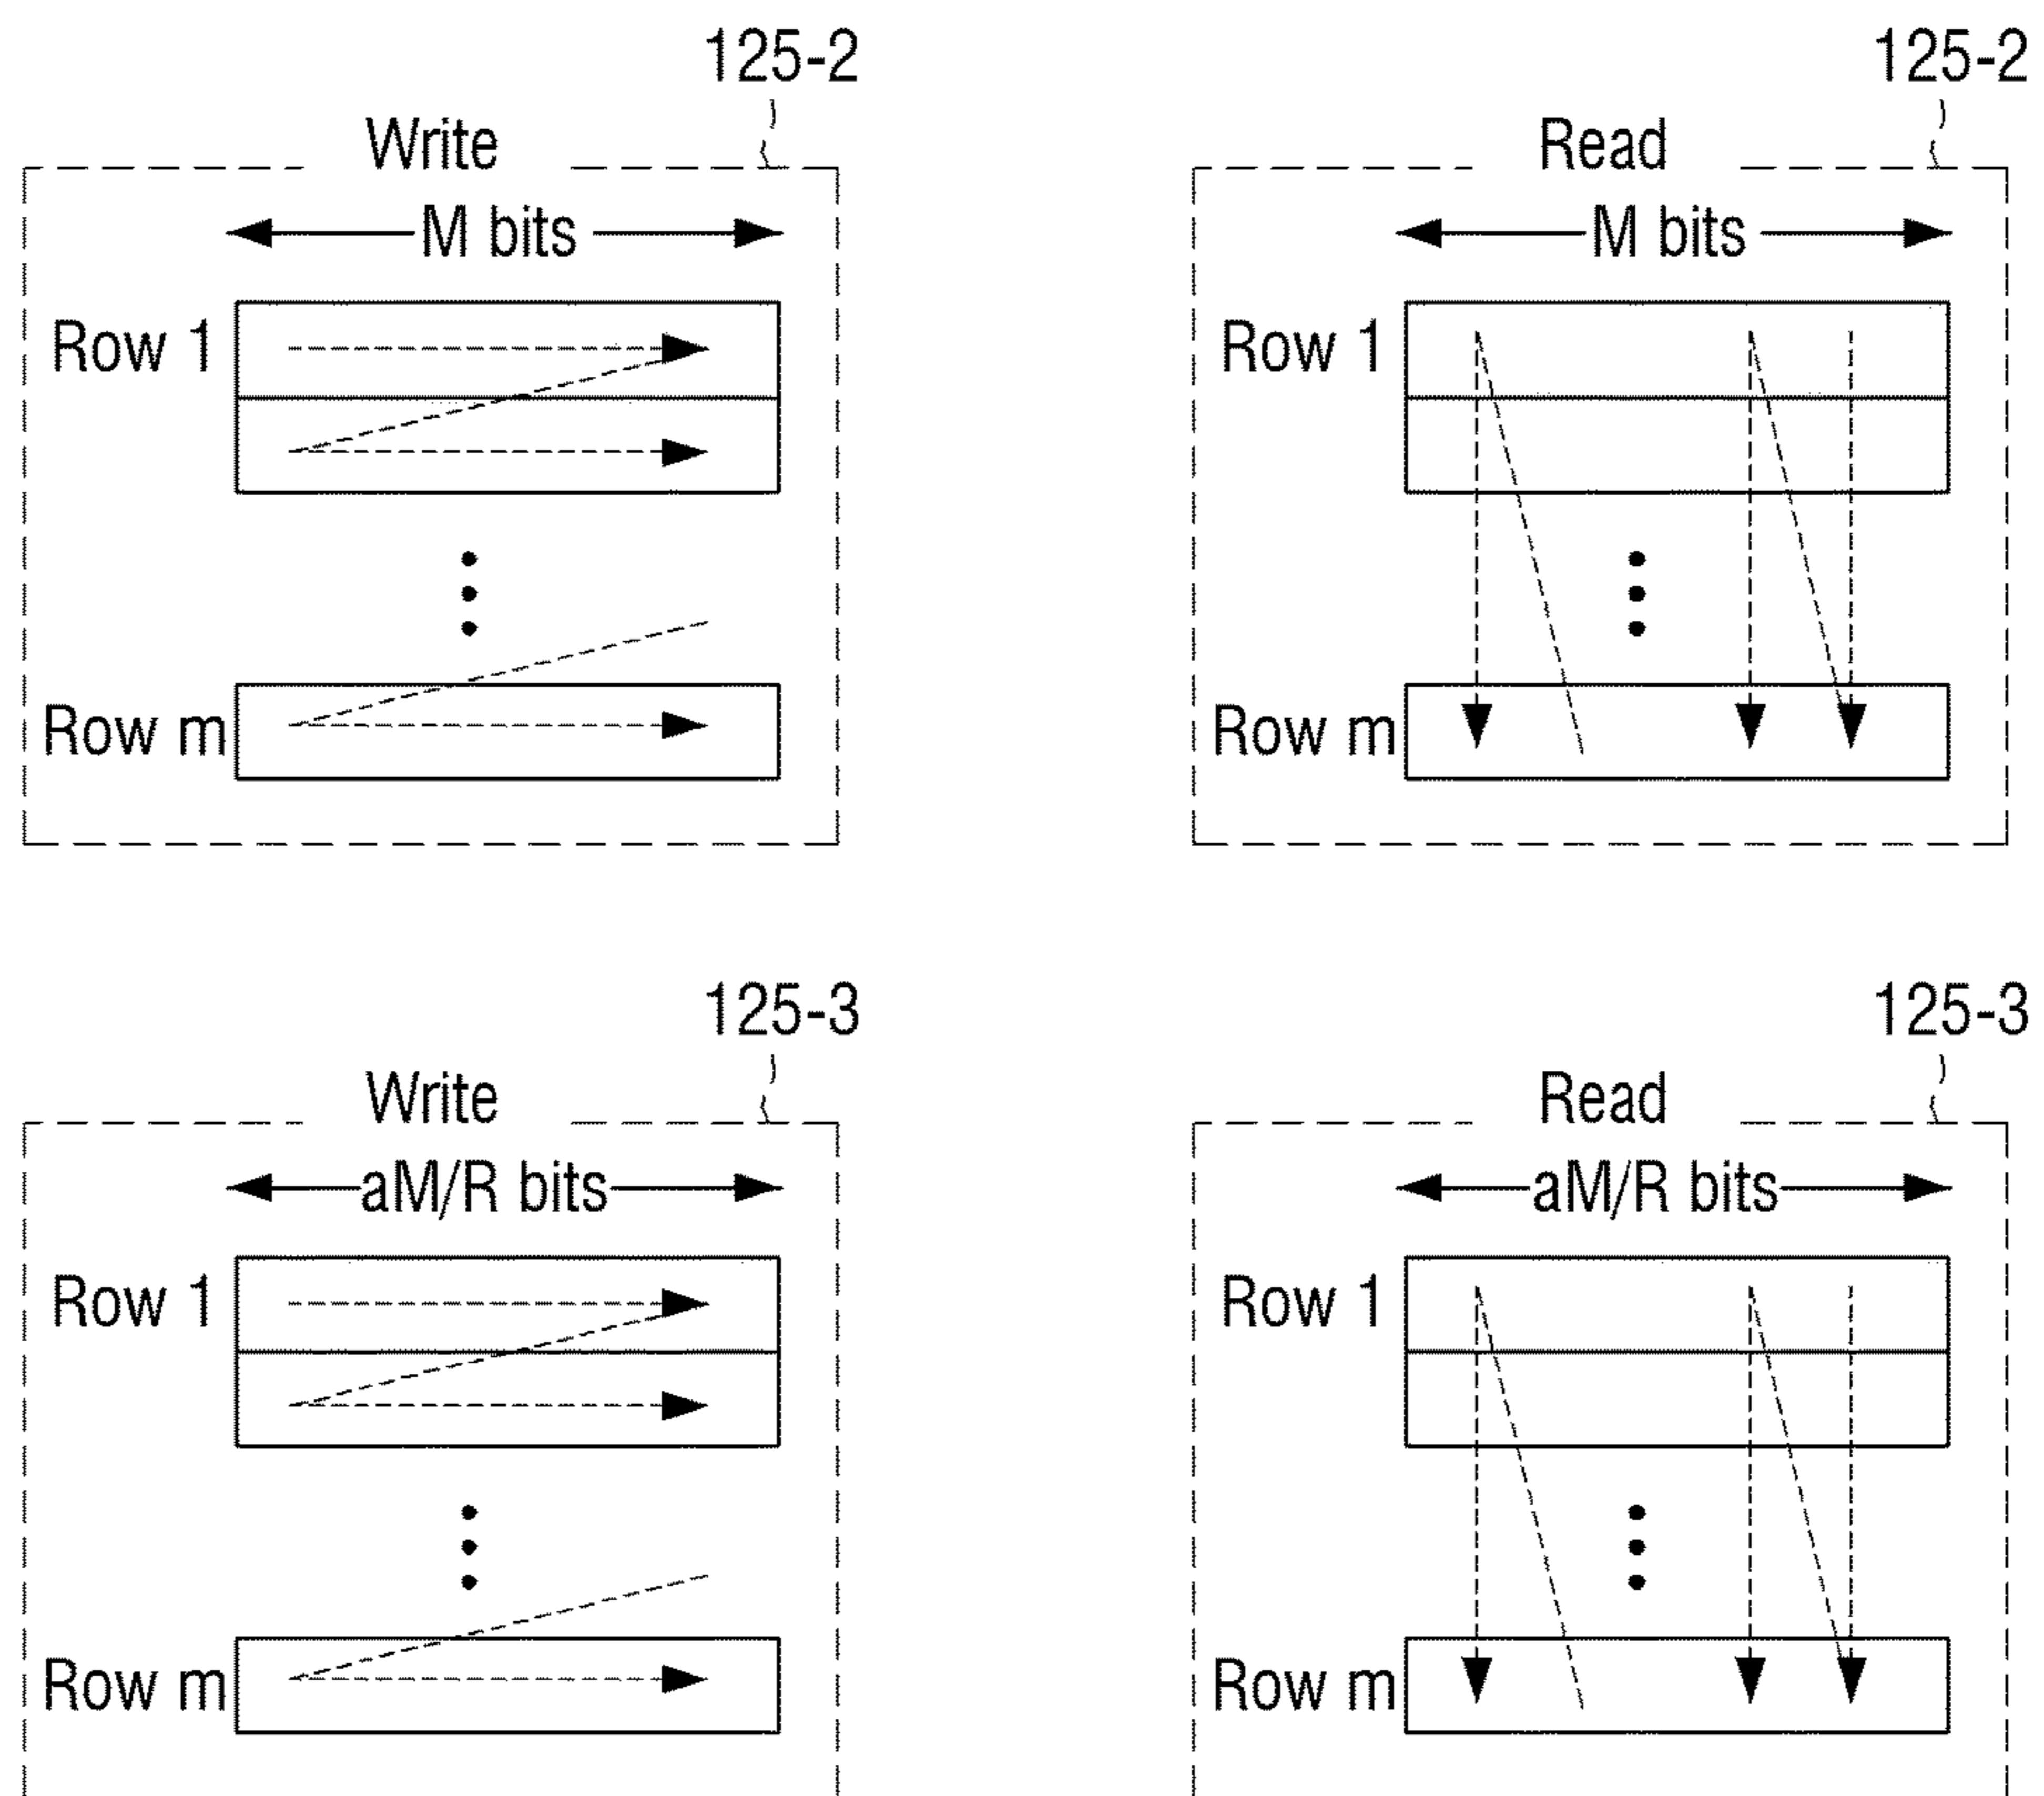 125-2
Write
M bits
Row 1
Row m
125-2
Read
M bits
Row 1
Row m
125-3
Write
aM/R bits
Row 1
Row m
125-3
Read
aM/R bits
Row 1
Row m